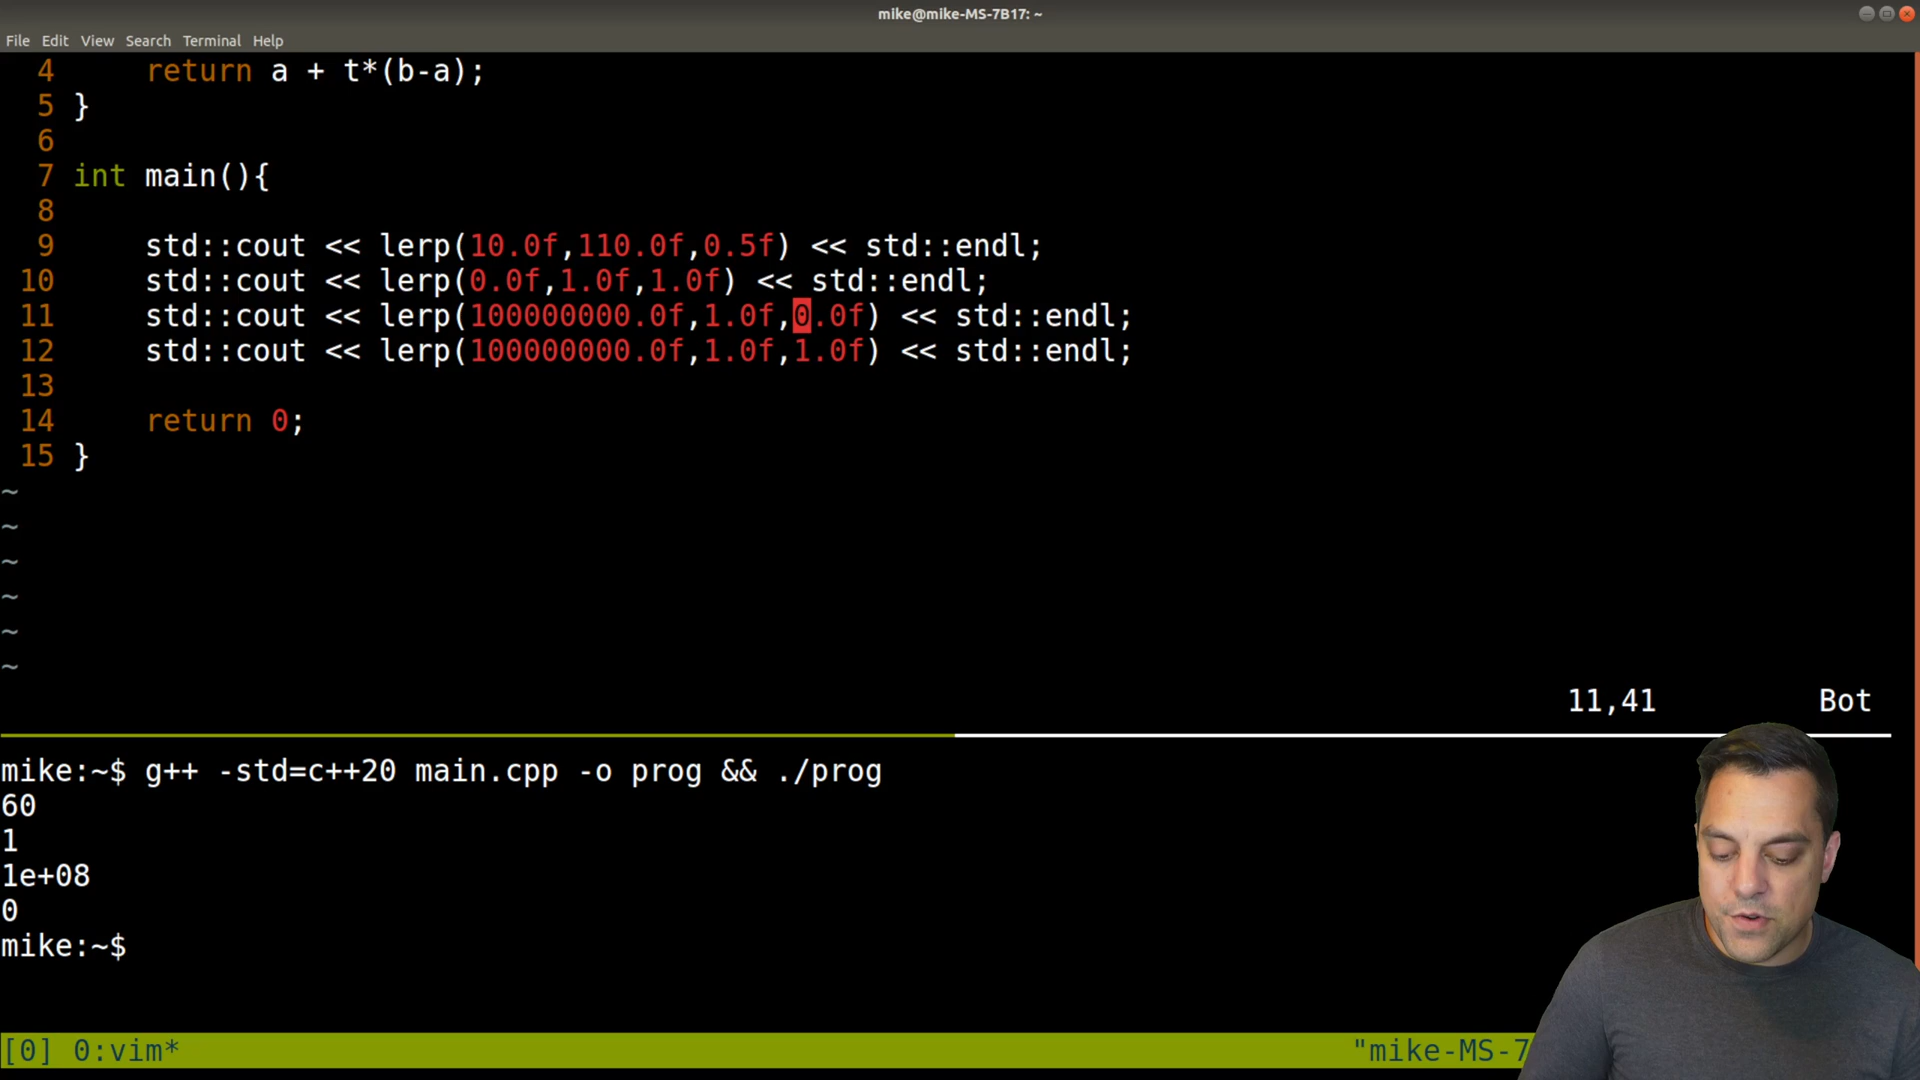 mike@mike-MS-7B17: ~
File Edit View Search Terminal Help
4 return a + t*(b-a);
5 }
6
7 int main(){
8
9 std::cout << lerp(10.0f,110.0f,0.5f) << std::endl;
10 std::cout << lerp(0.0f,1.0f,1.0f) << std::endl;
11 std::cout << lerp(100000000.0f,1.0f,0.0f) << std::endl;
12 std::cout << lerp(100000000.0f,1.0f,1.0f) << std::endl;
13
14 return 0;
15 }
~
~
~
~
~
~
11,41 Bot
mike:~$ g++ -std=c++20 main.cpp -o prog && ./prog
60
1
1e+08
0
mike:~$
[0] 0:vim* "mike-MS-7